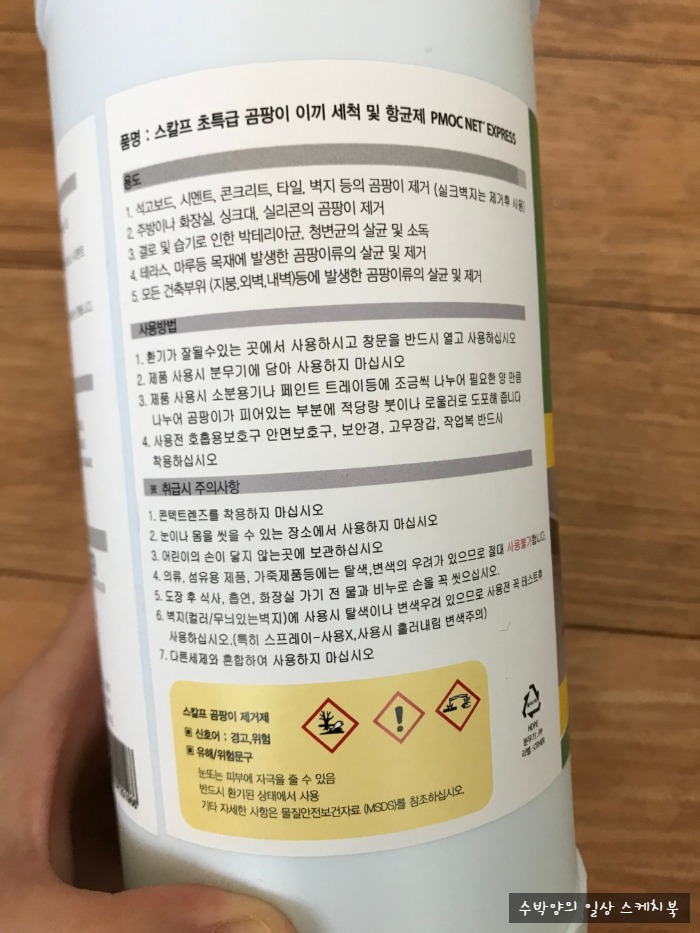 품명 : 스칼프 초특급 곰팡이 이끼 세척 및 항균제 PMOC NET' EXPRESS
용도
1. 석고보드, 시멘트, 콘크리트, 타일, 벽지 등의 곰팡이 제거 (실크벽지는 제거후 사용)
2. 주방이나 화장실, 싱크대, 실리콘의 곰팡이 제거
3. 결로 및 습기로 인한 박테리아균, 청변균의 살균 및 소독
4. 테라스, 마루등 목재에 발생한 곰팡이류의 살균 및 제거
5. 모든 건축부위 (지붕,외벽,내벽)등에 발생한 곰팡이류의 살균 및 제거
사용방법
1. 환기가 잘될수있는 곳에서 사용하시고 창문을 반드시 열고 사용하십시오
2. 제품 사용시 분무기에 담아 사용하지 마십시오
3. 제품 사용시 소분용기나 페인트 트레이등에 조금씩 나누어 필요한 양 만큼
나누어 곰팡이가 피어있는 부분에 적당량 붓이나 로울러로 도포해 줍니다
4. 사용전 호흡용보호구 안면보호구, 보안경, 고무장갑, 작업복 반드시
착용하십시오
※ 취급시 주의사항
1. 콘텍트렌즈를 착용하지 마십시오
2. 눈이나 몸을 씻을 수 있는 장소에서 사용하지 마십시오
3. 어린이의 손이 닿지 않는곳에 보관하십시오
4. 의류, 섬유용 제품, 가죽제품등에는 탈색,변색의 우려가 있으므로 절대 사용불가합니다.
5. 도장 후 식사, 흡연, 화장실 가기 전 물과 비누로 손을 꼭 씻으십시오.
6. 벽지(컬러/무늬있는벽지)에 사용시 탈색이나 변색우려 있으므로 사용전 꼭 테스트후
사용하십시오.(특히 스프레이-사용X,사용시 흘러내림 변색주의)
7. 다른세제와 혼합하여 사용하지 마십시오
스칼프 곰팡이 제거제
▣ 신호어 : 경고,위험
▣ 유해/위험문구
눈또는 피부에 자극을 줄 수 있음
반드시 환기된 상태에서 사용
기타 자세한 사항은 물질안전보건자료 (MSDS)를 참조하십시오.
HDPE
분무기 : PP
라벨 : OTHER
수박양의 일상 스케치북